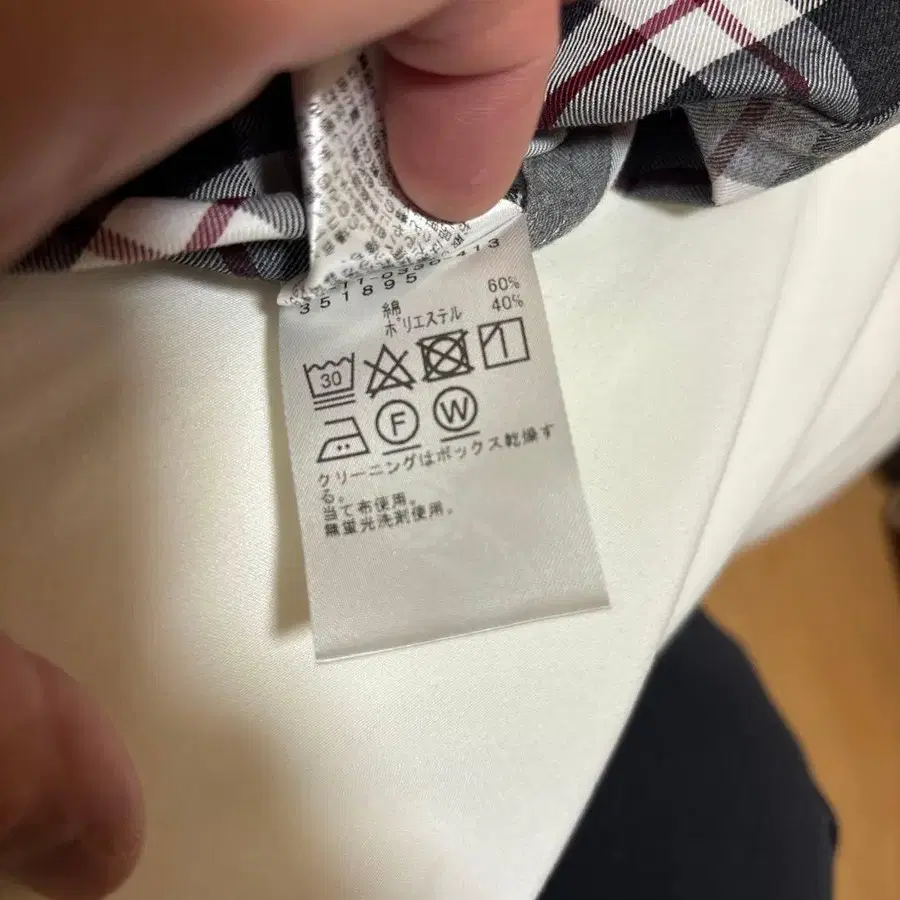 351895
綿 60%
ポリエステル 40%
30
F W
クリーニングはボックス乾燥す
る。
当て布使用。
無蛍光洗剤使用。